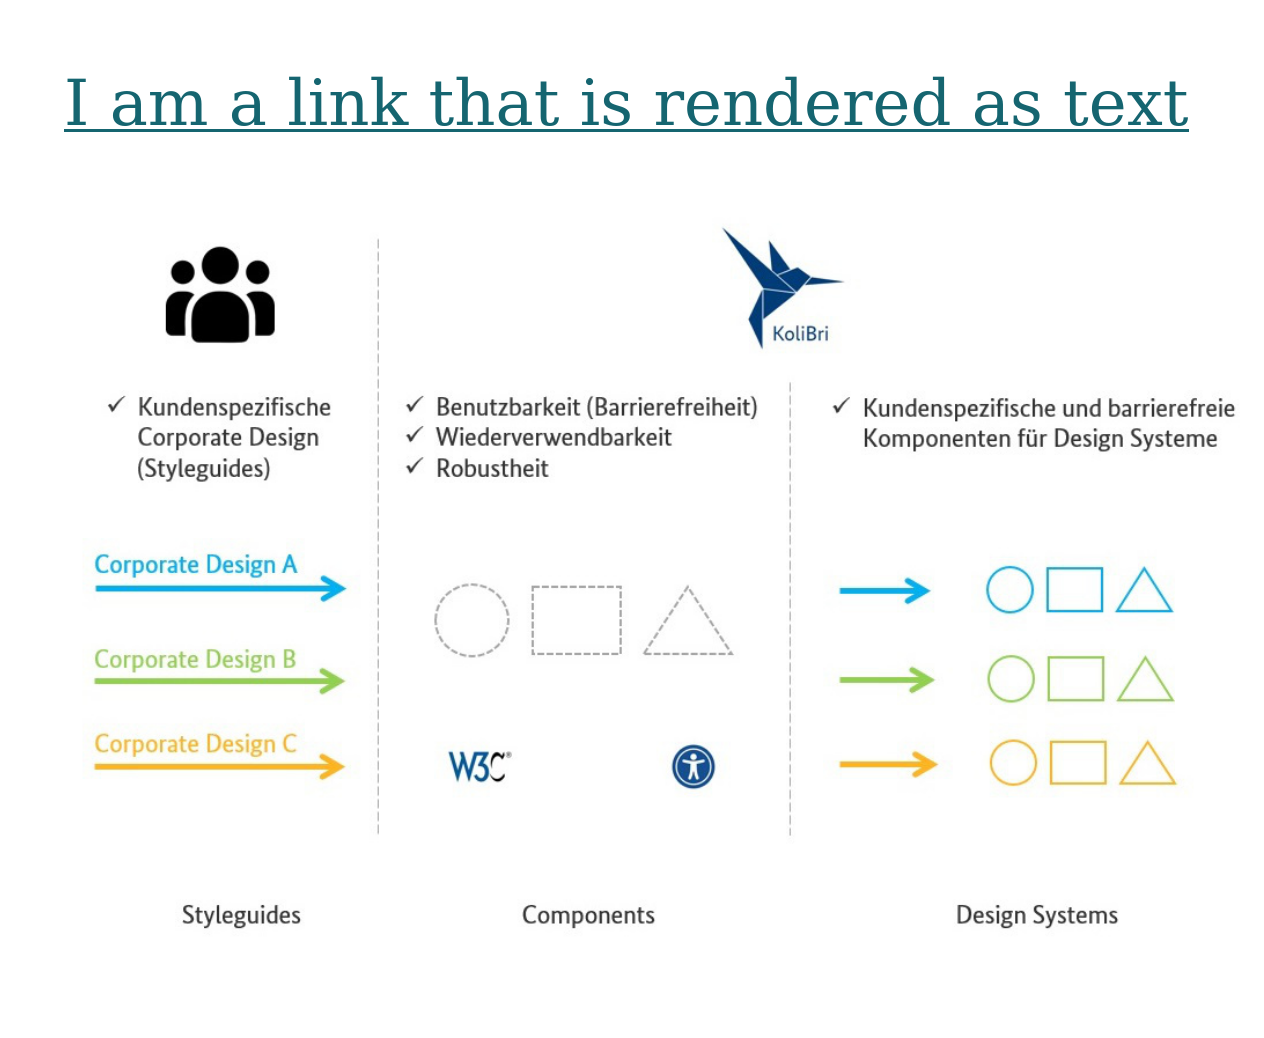 I am a link that is rendered as text
KoliBri
✓ Kundenspezifische
Corporate Design
(Styleguides)
✓ Benutzbarkeit (Barrierefreiheit)
✓ Wiederverwendbarkeit
✓ Robustheit
✓ Kundenspezifische und barrierefreie
Komponenten für Design Systeme
Corporate Design A
Corporate Design B
Corporate Design C
W3C®
Styleguides
Components
Design Systems